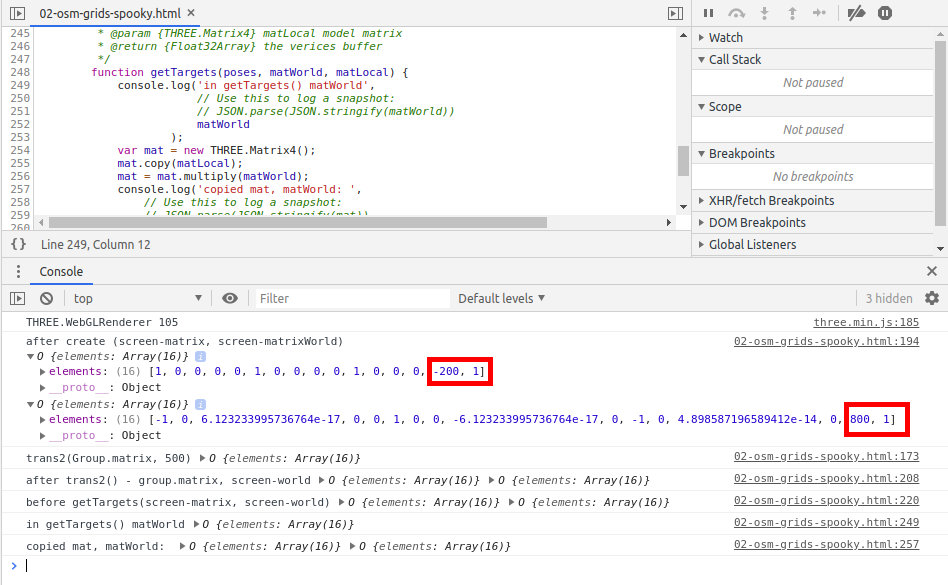 02-osm-grids-spooky.html ×
245 * @param {THREE.Matrix4} matLocal model matrix
246 * @return {Float32Array} the verices buffer
247 */
248 function getTargets(poses, matWorld, matLocal) {
249 console.log('in getTargets() matWorld',
250 // Use this to log a snapshot:
251 // JSON.parse(JSON.stringify(matWorld))
252 matWorld
253 );
254 var mat = new THREE.Matrix4();
255 mat.copy(matLocal);
256 mat = mat.multiply(matWorld);
257 console.log('copied mat, matWorld: ',
258 // Use this to log a snapshot:
259 // JSON.parse(JSON.stringify(mat))
260
{} Line 249, Column 12
Watch
Call Stack
Not paused
Scope
Not paused
Breakpoints
No breakpoints
XHR/fetch Breakpoints
DOM Breakpoints
Global Listeners
Console
top Filter Default levels 3 hidden
THREE.WebGLRenderer 105 three.min.js:185
after create (screen-matrix, screen-matrixWorld) 02-osm-grids-spooky.html:194
O {elements: Array(16)} i
elements: (16) [1, 0, 0, 0, 0, 1, 0, 0, 0, 0, 1, 0, 0, 0, -200, 1]
__proto__: Object
O {elements: Array(16)} i
elements: (16) [-1, 0, 6.123233995736764e-17, 0, 0, 1, 0, 0, -6.123233995736764e-17, 0, -1, 0, 4.898587196589412e-14, 0, 800, 1]
__proto__: Object
trans2(Group.matrix, 500) O {elements: Array(16)} 02-osm-grids-spooky.html:173
after trans2() - group.matrix, screen-world O {elements: Array(16)} O {elements: Array(16)} 02-osm-grids-spooky.html:208
before getTargets(screen-matrix, screen-world) O {elements: Array(16)} O {elements: Array(16)} 02-osm-grids-spooky.html:220
in getTargets() matWorld O {elements: Array(16)} 02-osm-grids-spooky.html:249
copied mat, matWorld: O {elements: Array(16)} O {elements: Array(16)} 02-osm-grids-spooky.html:257